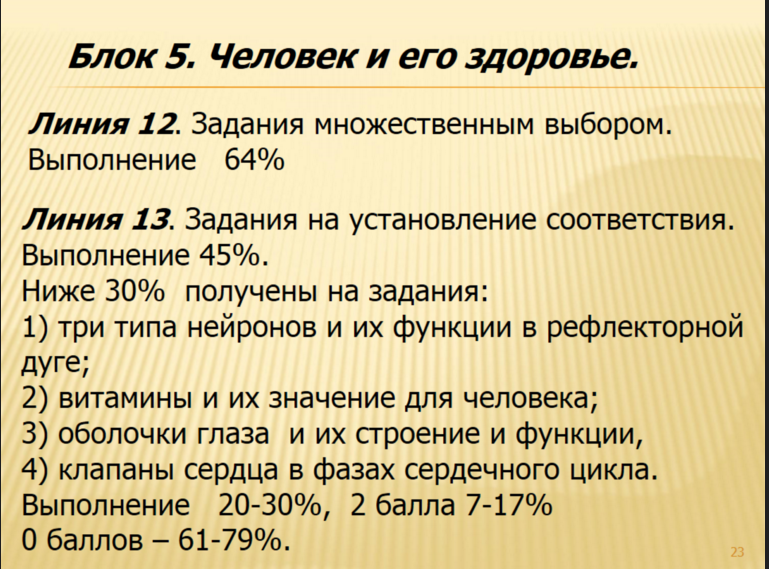 Блок 5. Человек и его здоровье.
Линия 12. Задания множественным выбором.
Выполнение 64%
Линия 13. Задания на установление соответствия.
Выполнение 45%.
Ниже 30% получены на задания:
1) три типа нейронов и их функции в рефлекторной
дуге;
2) витамины и их значение для человека;
3) оболочки глаза и их строение и функции,
4) клапаны сердца в фазах сердечного цикла.
Выполнение 20-30%, 2 балла 7-17%
0 баллов – 61-79%.
23